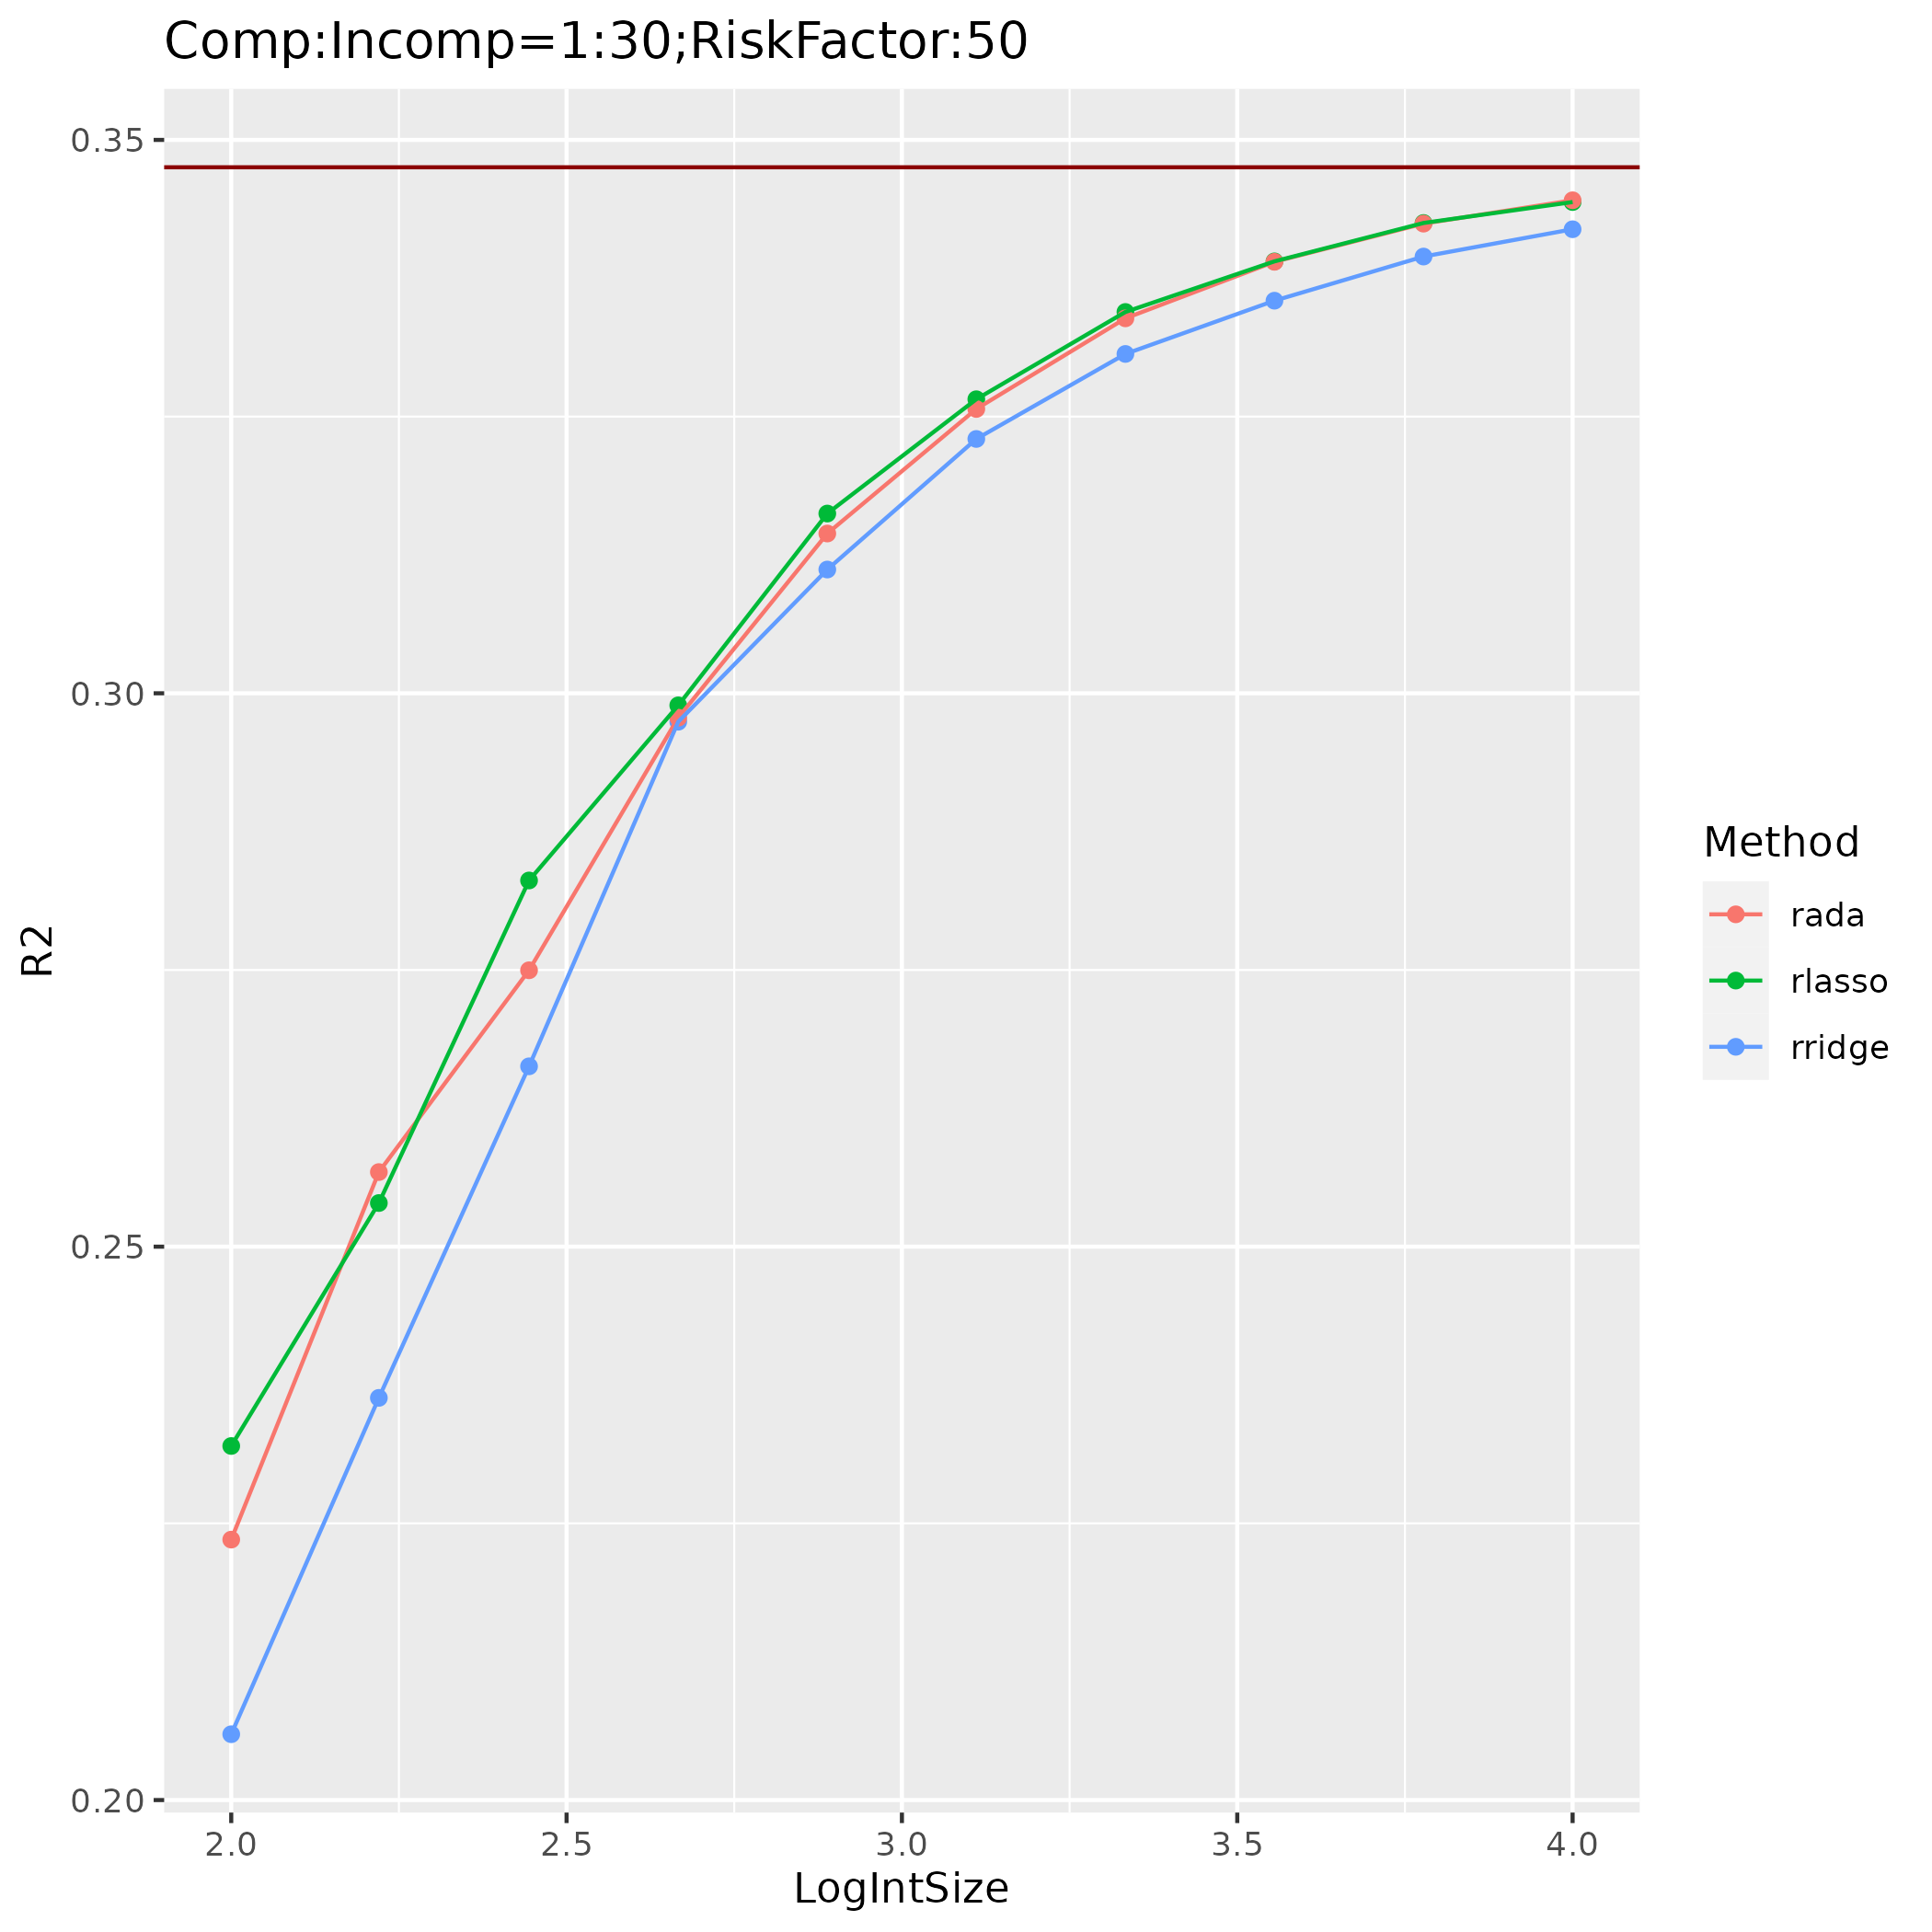 Comp:Incomp=1:30;RiskFactor:50
0.35
0.30
0.25
0.20
R2
2.0 2.5 3.0 3.5 4.0
LogIntSize
Method
rada
rlasso
rridge